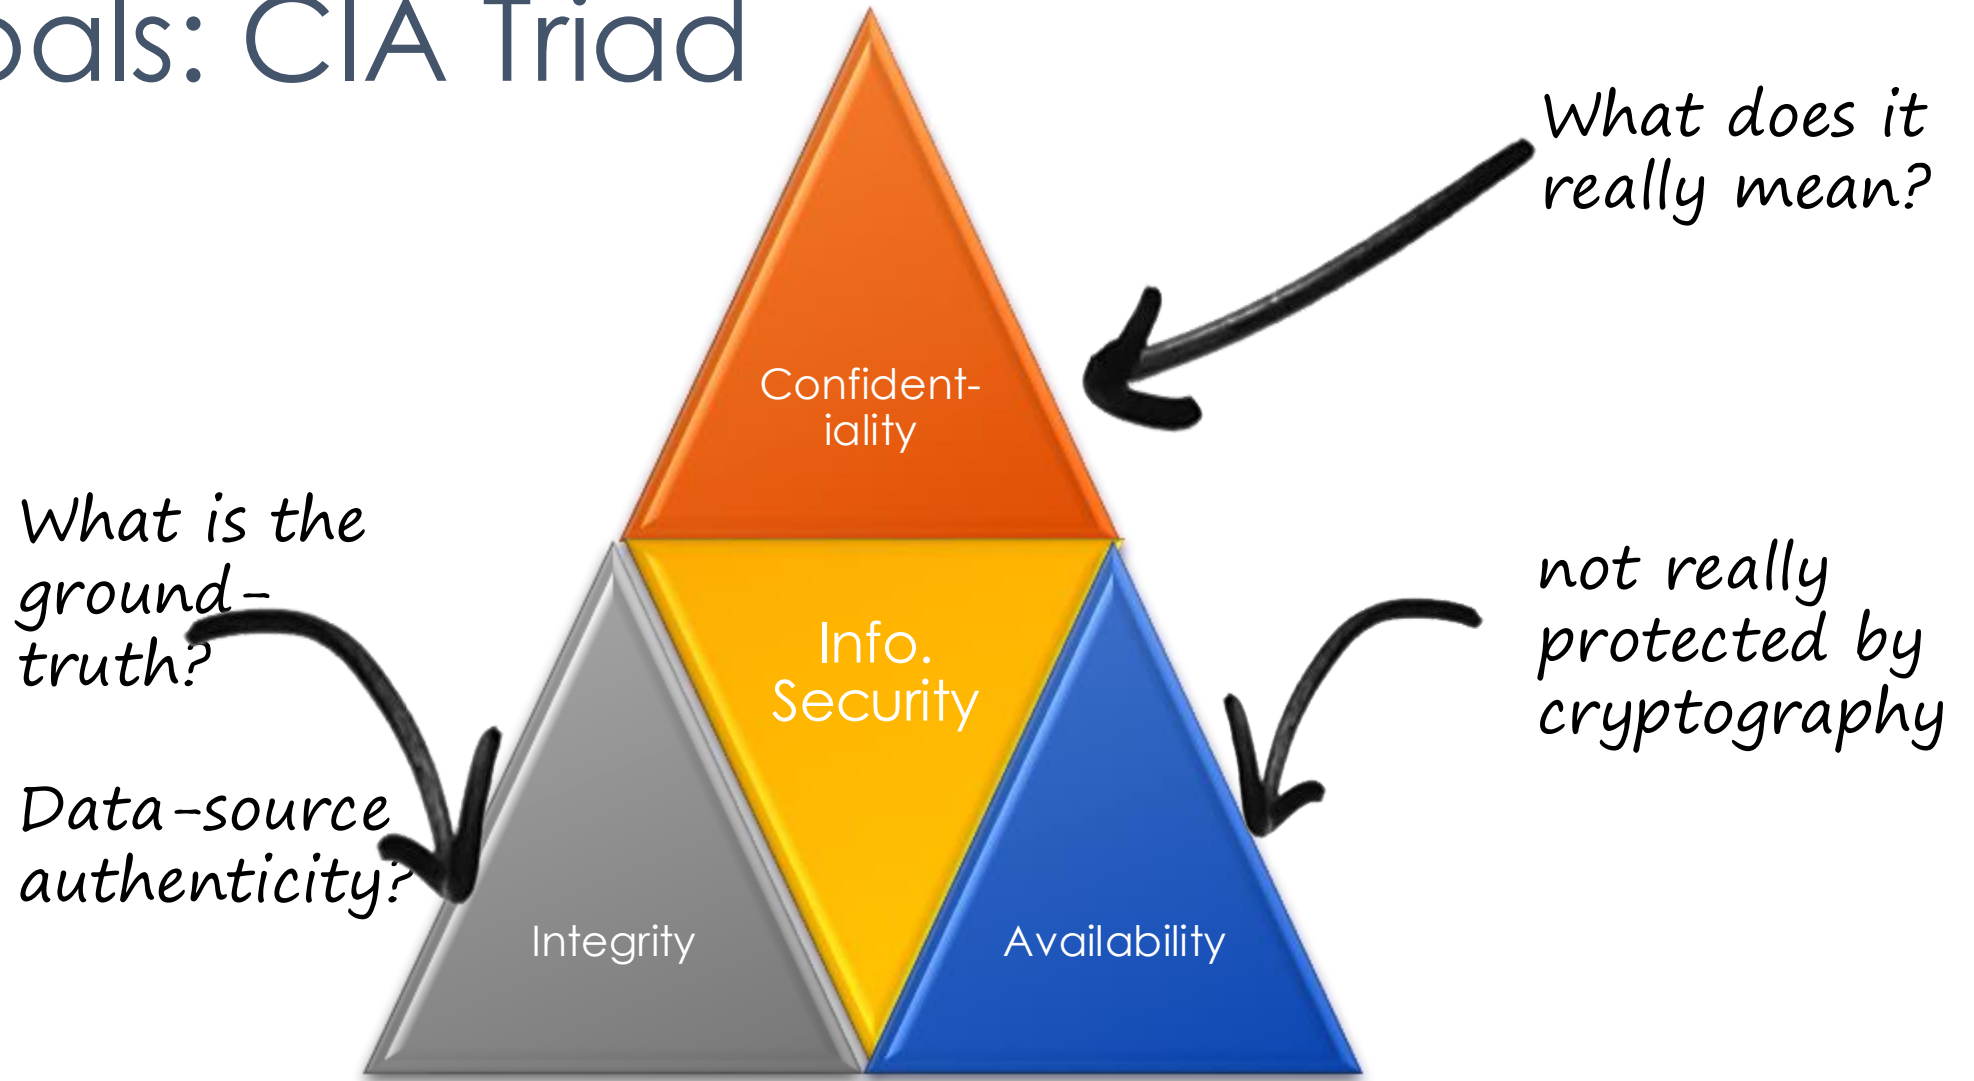 oals: CIA Triad
What does it
really mean?
Confident-
iality
What is the
ground-
truth?
Info.
Security
not really
protected by
cryptography
Data-source
authenticity?
Integrity
Availability